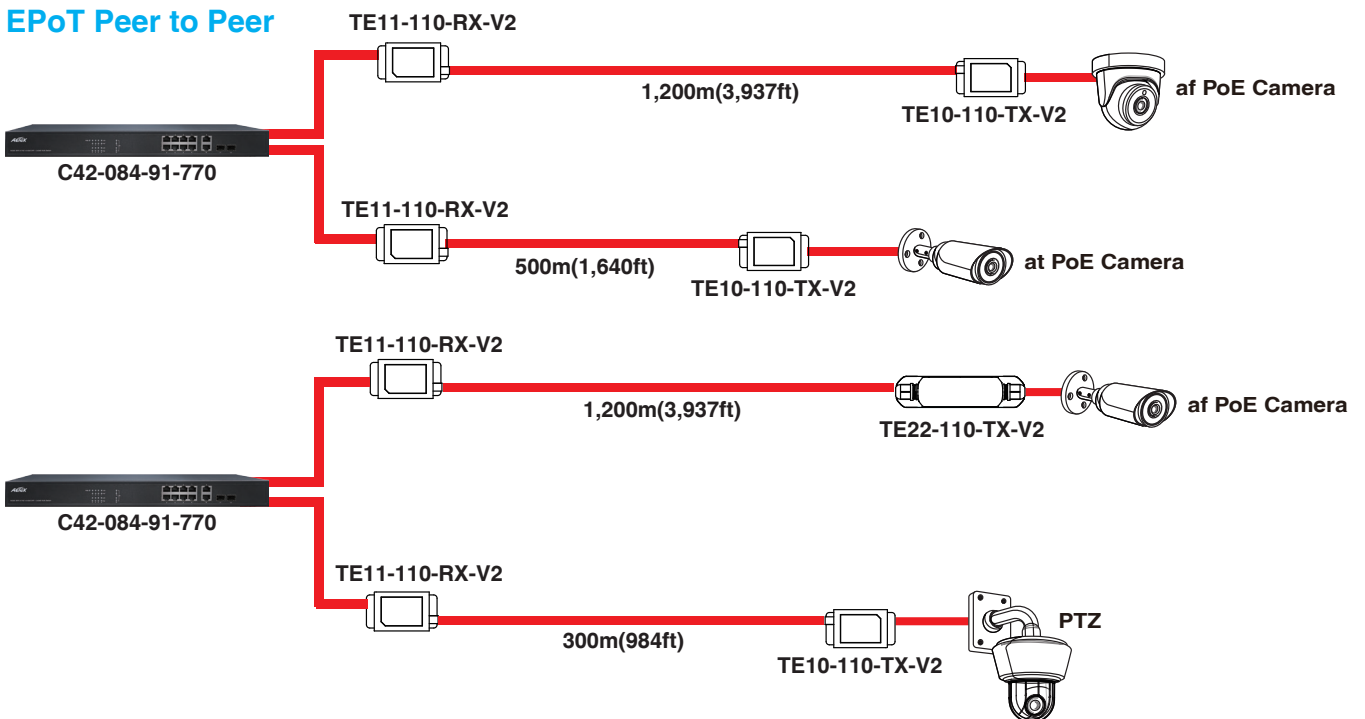 EPoT Peer to Peer
TE11-110-RX-V2
1,200m(3,937ft)
TE10-110-TX-V2
af PoE Camera
C42-084-91-770
TE11-110-RX-V2
500m(1,640ft)
TE10-110-TX-V2
at PoE Camera
TE11-110-RX-V2
1,200m(3,937ft)
TE22-110-TX-V2
af PoE Camera
C42-084-91-770
TE11-110-RX-V2
300m(984ft)
TE10-110-TX-V2
PTZ